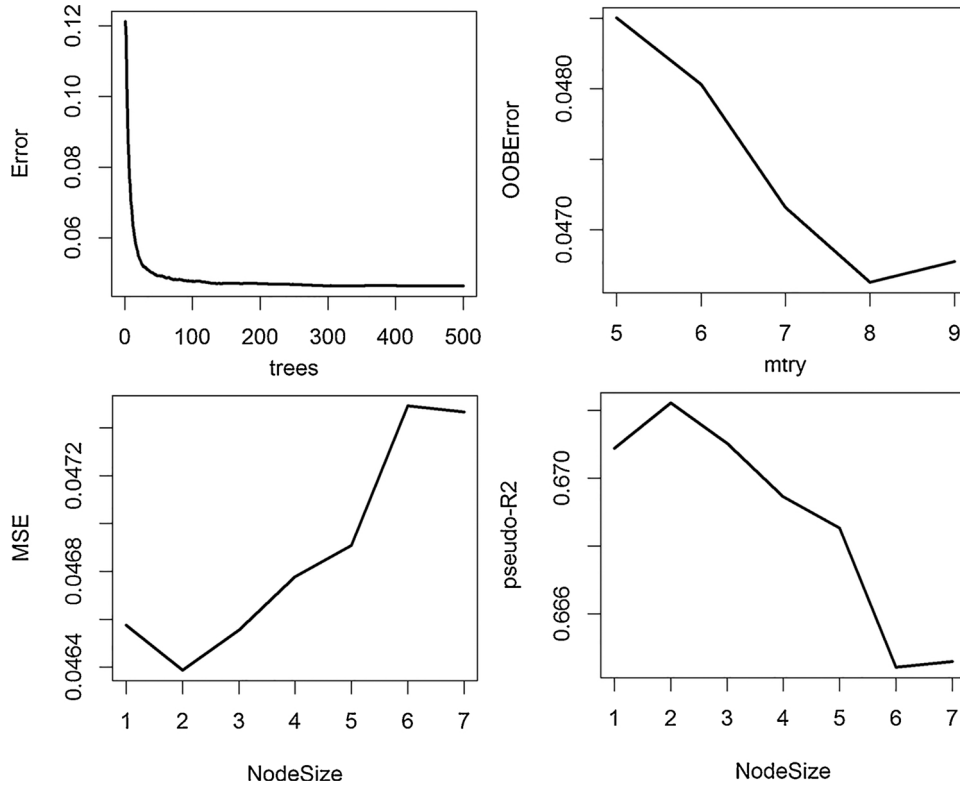 Error
0.12
0.10
0.08
0.06
0 100 200 300 400 500
trees
OOBError
0.0480
0.0470
5 6 7 8 9
mtry
MSE
0.0472
0.0468
0.0464
1 2 3 4 5 6 7
NodeSize
pseudo-R2
0.670
0.666
1 2 3 4 5 6 7
NodeSize